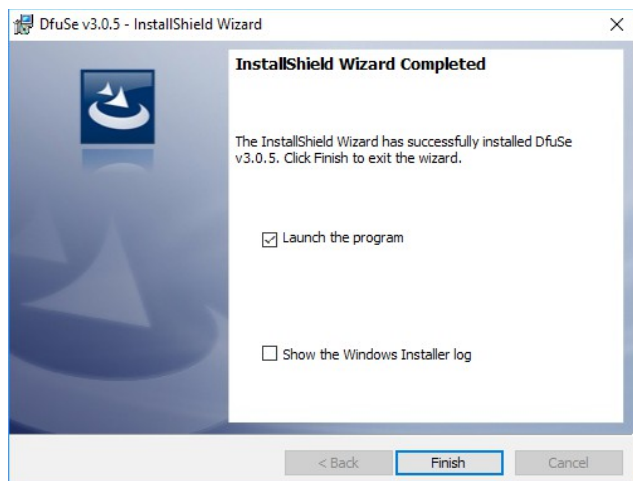 DfuSe v3.0.5 - InstallShield Wizard
InstallShield Wizard Completed
The InstallShield Wizard has successfully installed DfuSe
v3.0.5. Click Finish to exit the wizard.
Launch the program
Show the Windows Installer log
< Back
Finish
Cancel